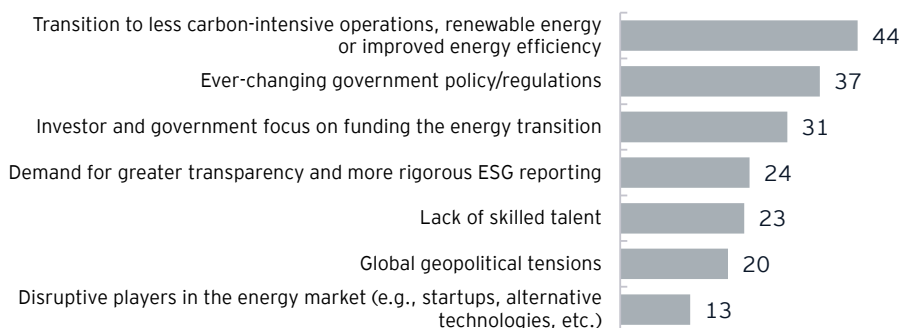 Transition to less carbon-intensive operations, renewable energy
or improved energy efficiency
44
Ever-changing government policy/regulations
37
Investor and government focus on funding the energy transition
31
Demand for greater transparency and more rigorous ESG reporting
24
Lack of skilled talent
23
Global geopolitical tensions
20
Disruptive players in the energy market (e.g., startups, alternative
technologies, etc.)
13